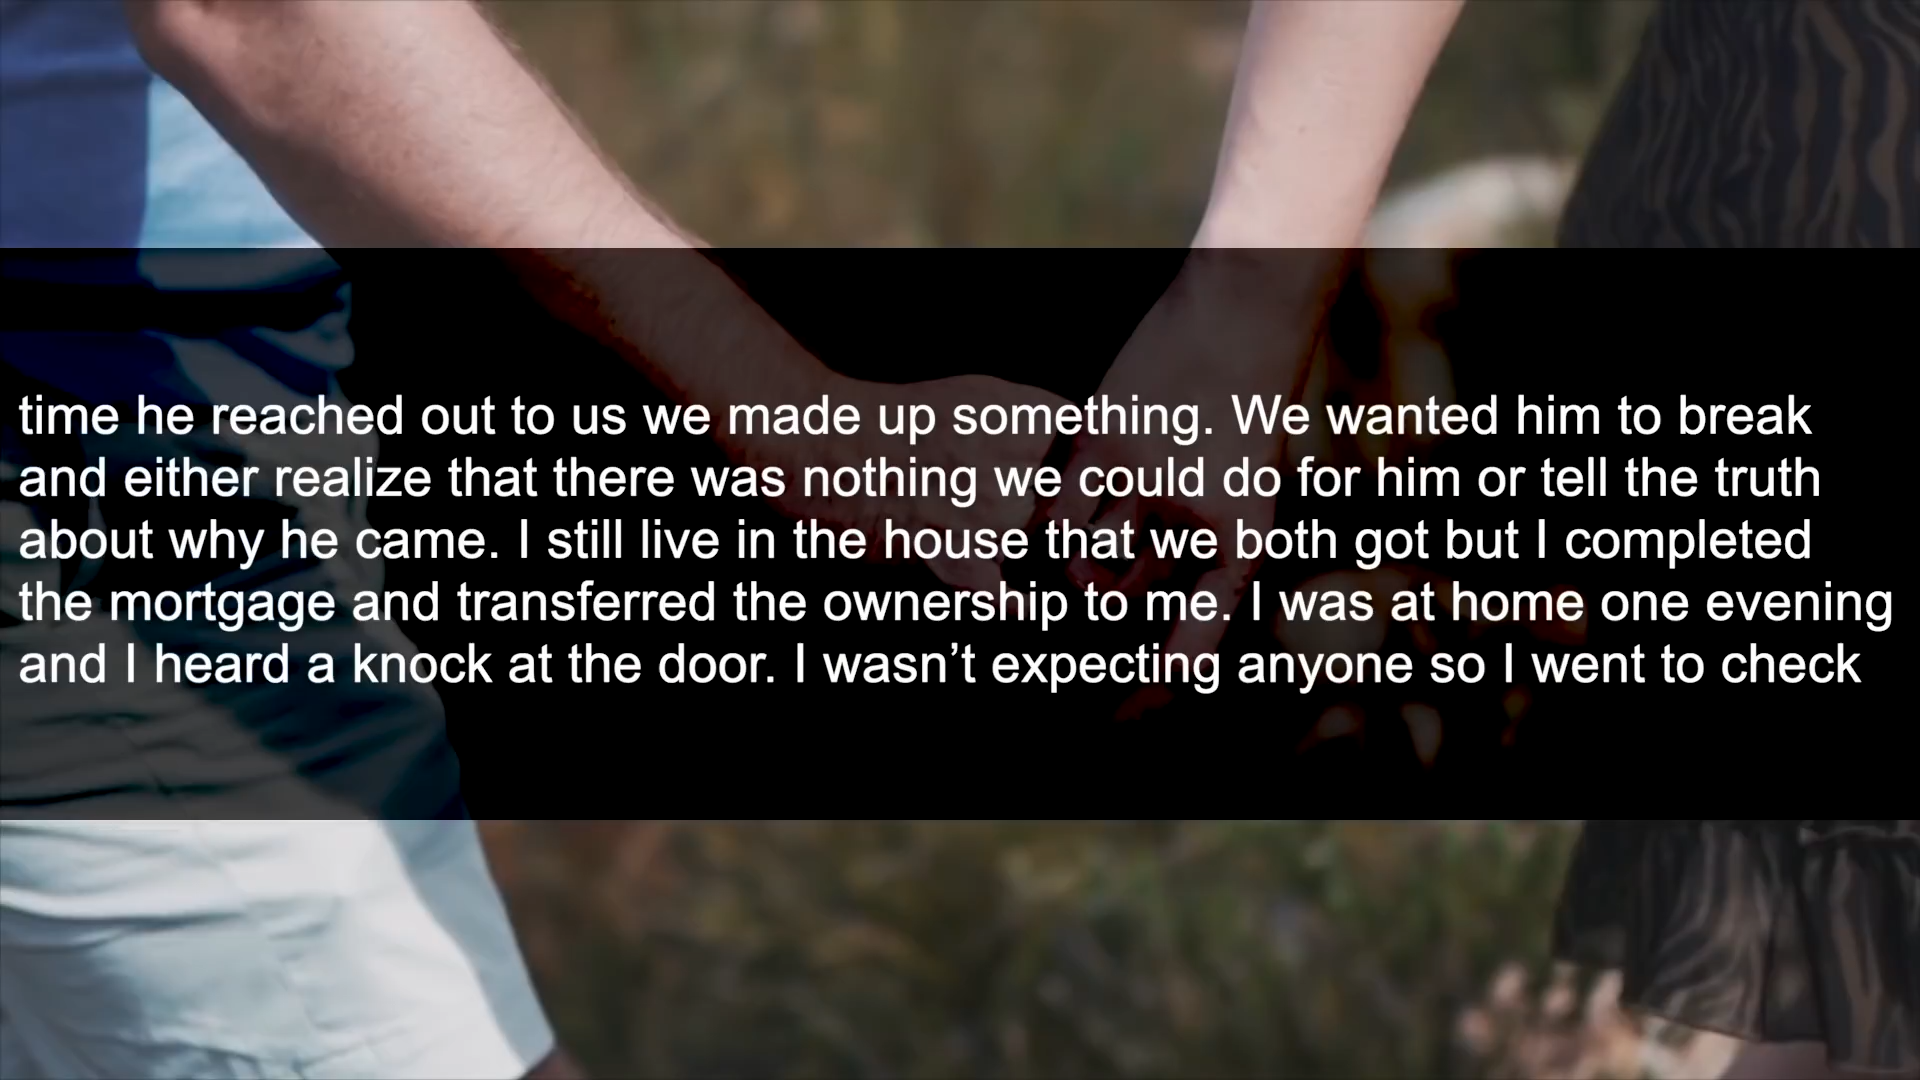 time he reached out to us we made up something. We wanted him to break
and either realize that there was nothing we could do for him or tell the truth
about why he came. I still live in the house that we both got but I completed
the mortgage and transferred the ownership to me. I was at home one evening
and I heard a knock at the door. I wasn’t expecting anyone so I went to check